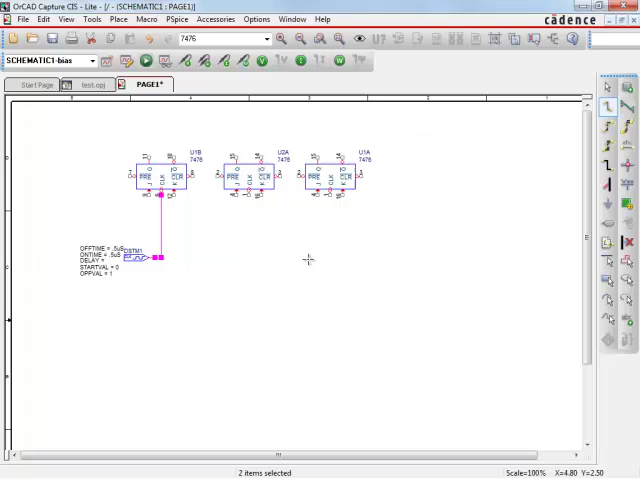 OrCAD Capture CIS - Lite - [/ - (SCHEMATIC1 : PAGE1)]
File Edit View Tools Place Macro PSpice Accessories Options Window Help
cādence
7476
SCHEMATIC1-bias
Start Page test.opj PAGE1*
U1B
7476
U2A
7476
U1A
7476
PRE J Q CLK K Q CLR
PRE J Q CLK K Q CLR
PRE J Q CLK K Q CLR
OFFTIME = .5uS
DSTM1
ONTIME = .5uS
CLK
DELAY =
STARTVAL = 0
OPPVAL = 1
2 items selected
Scale=100%
X=4.80 Y=2.50